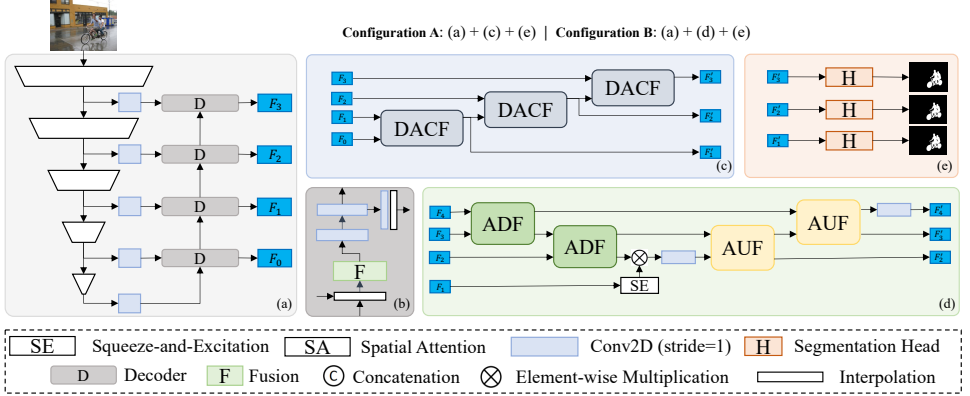 Configuration A: (a) + (c) + (e) | Configuration B: (a) + (d) + (e)
D
F3
D
F2
D
F1
D
F0
(a)
F3
F2
F1
F0
DACF
DACF
DACF
F3'
F2'
F1'
(c)
F3'
H
F2'
H
F1'
H
(e)
F
(b)
F4
F3
F2
F1
ADF
ADF
SE
AUF
AUF
F4'
F3'
F2'
(d)
SE Squeeze-and-Excitation SA Spatial Attention Conv2D (stride=1) H Segmentation Head
D Decoder F Fusion C Concatenation Element-wise Multiplication Interpolation